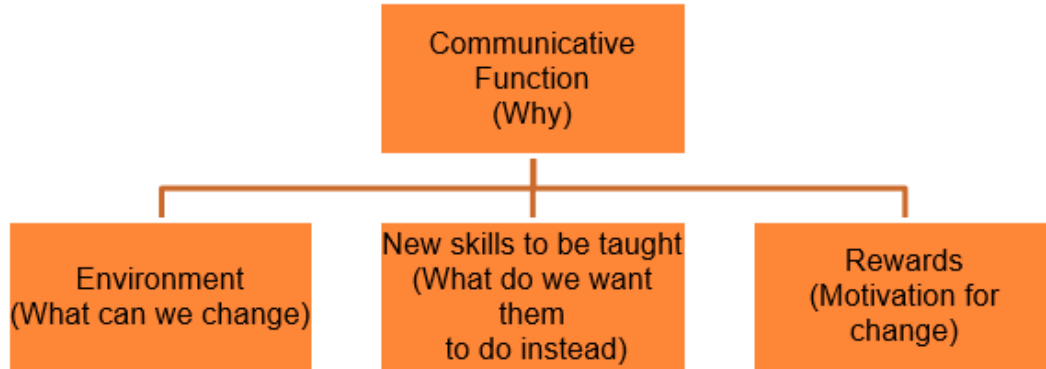 Communicative
Function
(Why)
Environment
(What can we change)
New skills to be taught
(What do we want
them
to do instead)
Rewards
(Motivation for
change)